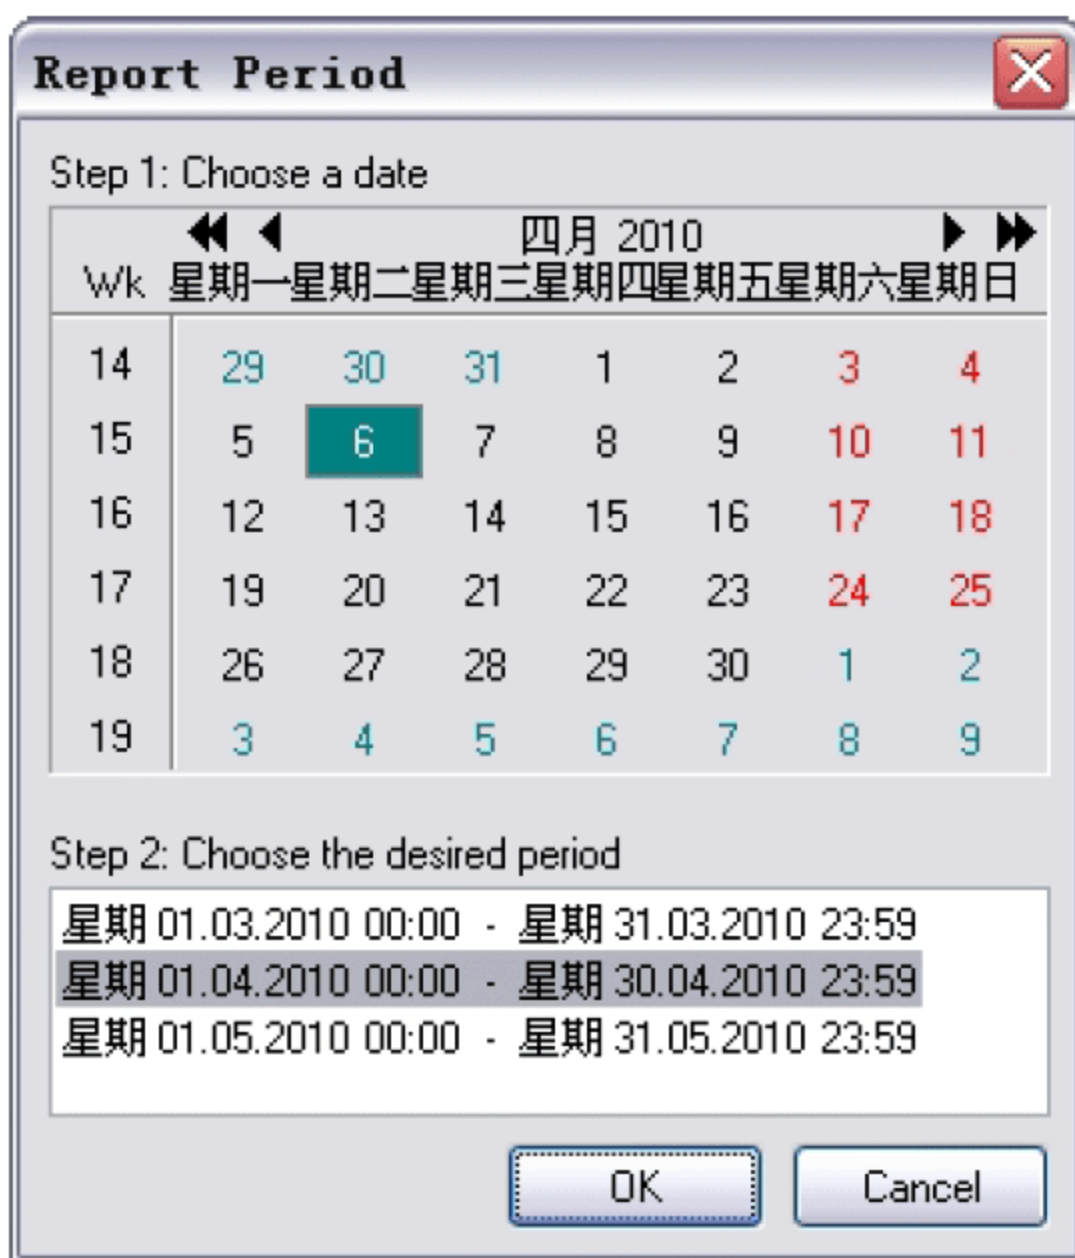 Report Period
Step 1: Choose a date
四月 2010
Wk 星期一 星期二 星期三 星期四 星期五 星期六 星期日
14 29 30 31 1 2 3 4
15 5 6 7 8 9 10 11
16 12 13 14 15 16 17 18
17 19 20 21 22 23 24 25
18 26 27 28 29 30 1 2
19 3 4 5 6 7 8 9
Step 2: Choose the desired period
星期 01.03.2010 00:00 - 星期 31.03.2010 23:59
星期 01.04.2010 00:00 - 星期 30.04.2010 23:59
星期 01.05.2010 00:00 - 星期 31.05.2010 23:59
OK Cancel